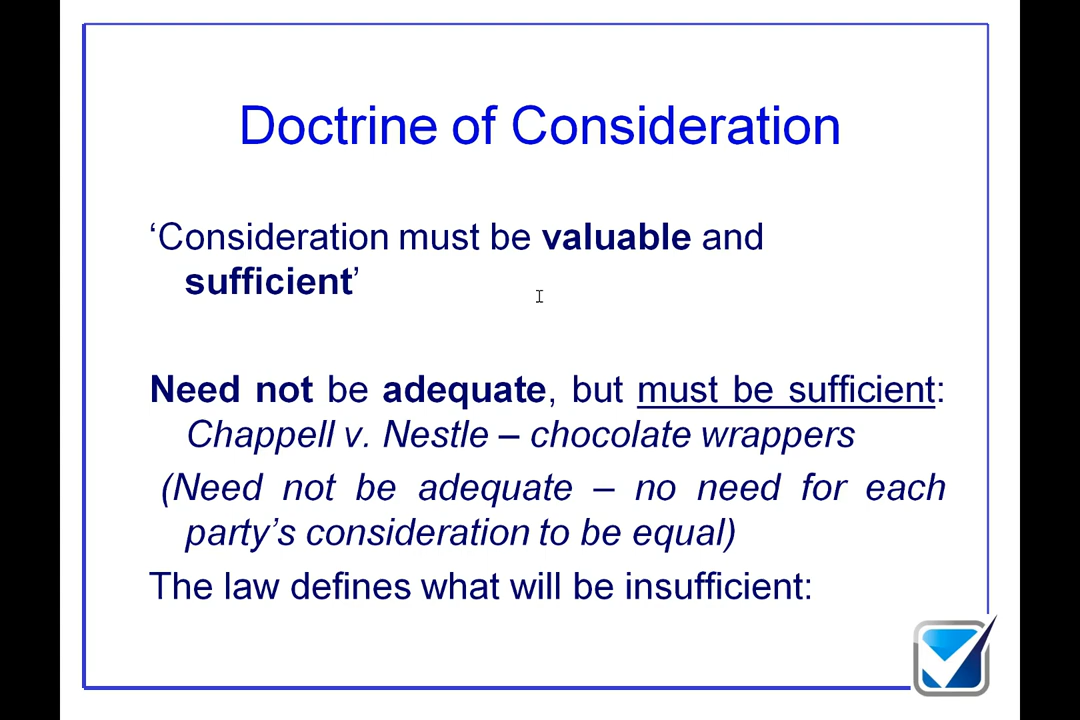 Doctrine of Consideration
‘Consideration must be valuable and
sufficient’
Need not be adequate, but must be sufficient:
Chappell v. Nestle – chocolate wrappers
(Need not be adequate – no need for each
party’s consideration to be equal)
The law defines what will be insufficient: